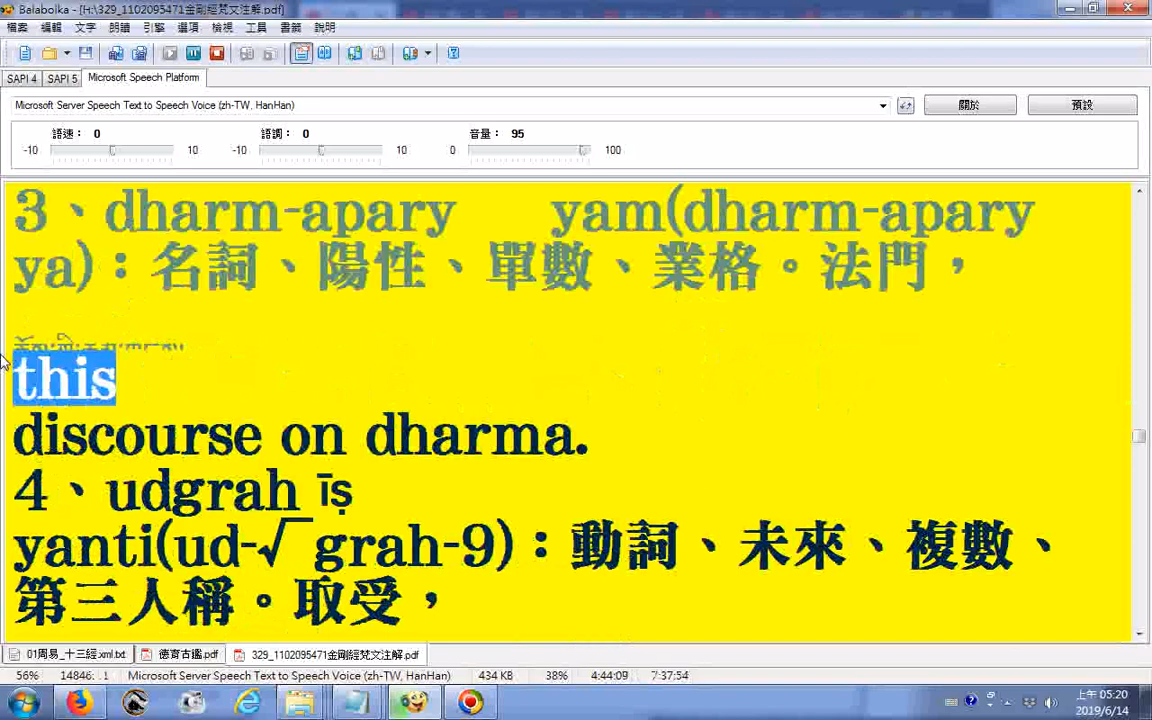 Balabolka - [H:\329_1102095471金剛經梵文注解.pdf]
檔案 編輯 文字 朗讀 引擎 選項 檢視 工具 書籤 說明
SAPI 4 SAPI 5 Microsoft Speech Platform
Microsoft Server Speech Text to Speech Voice (zh-TW, HanHan) 關於 預設
語速： 0 語調： 0 音量： 95
-10 10 -10 10 0 100
3、dharm-apary yam(dharm-apary
ya)：名詞、陽性、單數、業格。法門，
this
discourse on dharma.
4、udgrah īṣ
yanti(ud-√ grah-9)：動詞、未來、複數、
第三人稱。取受，
01周易_十三經.xml.txt 德育古鑑.pdf 329_1102095471金剛經梵文注解.pdf
56% 14846: 1 Microsoft Server Speech Text to Speech Voice (zh-TW, HanHan) 434 KB 38% 4:44:09 7:37:54
上午 05:20
2019/6/14